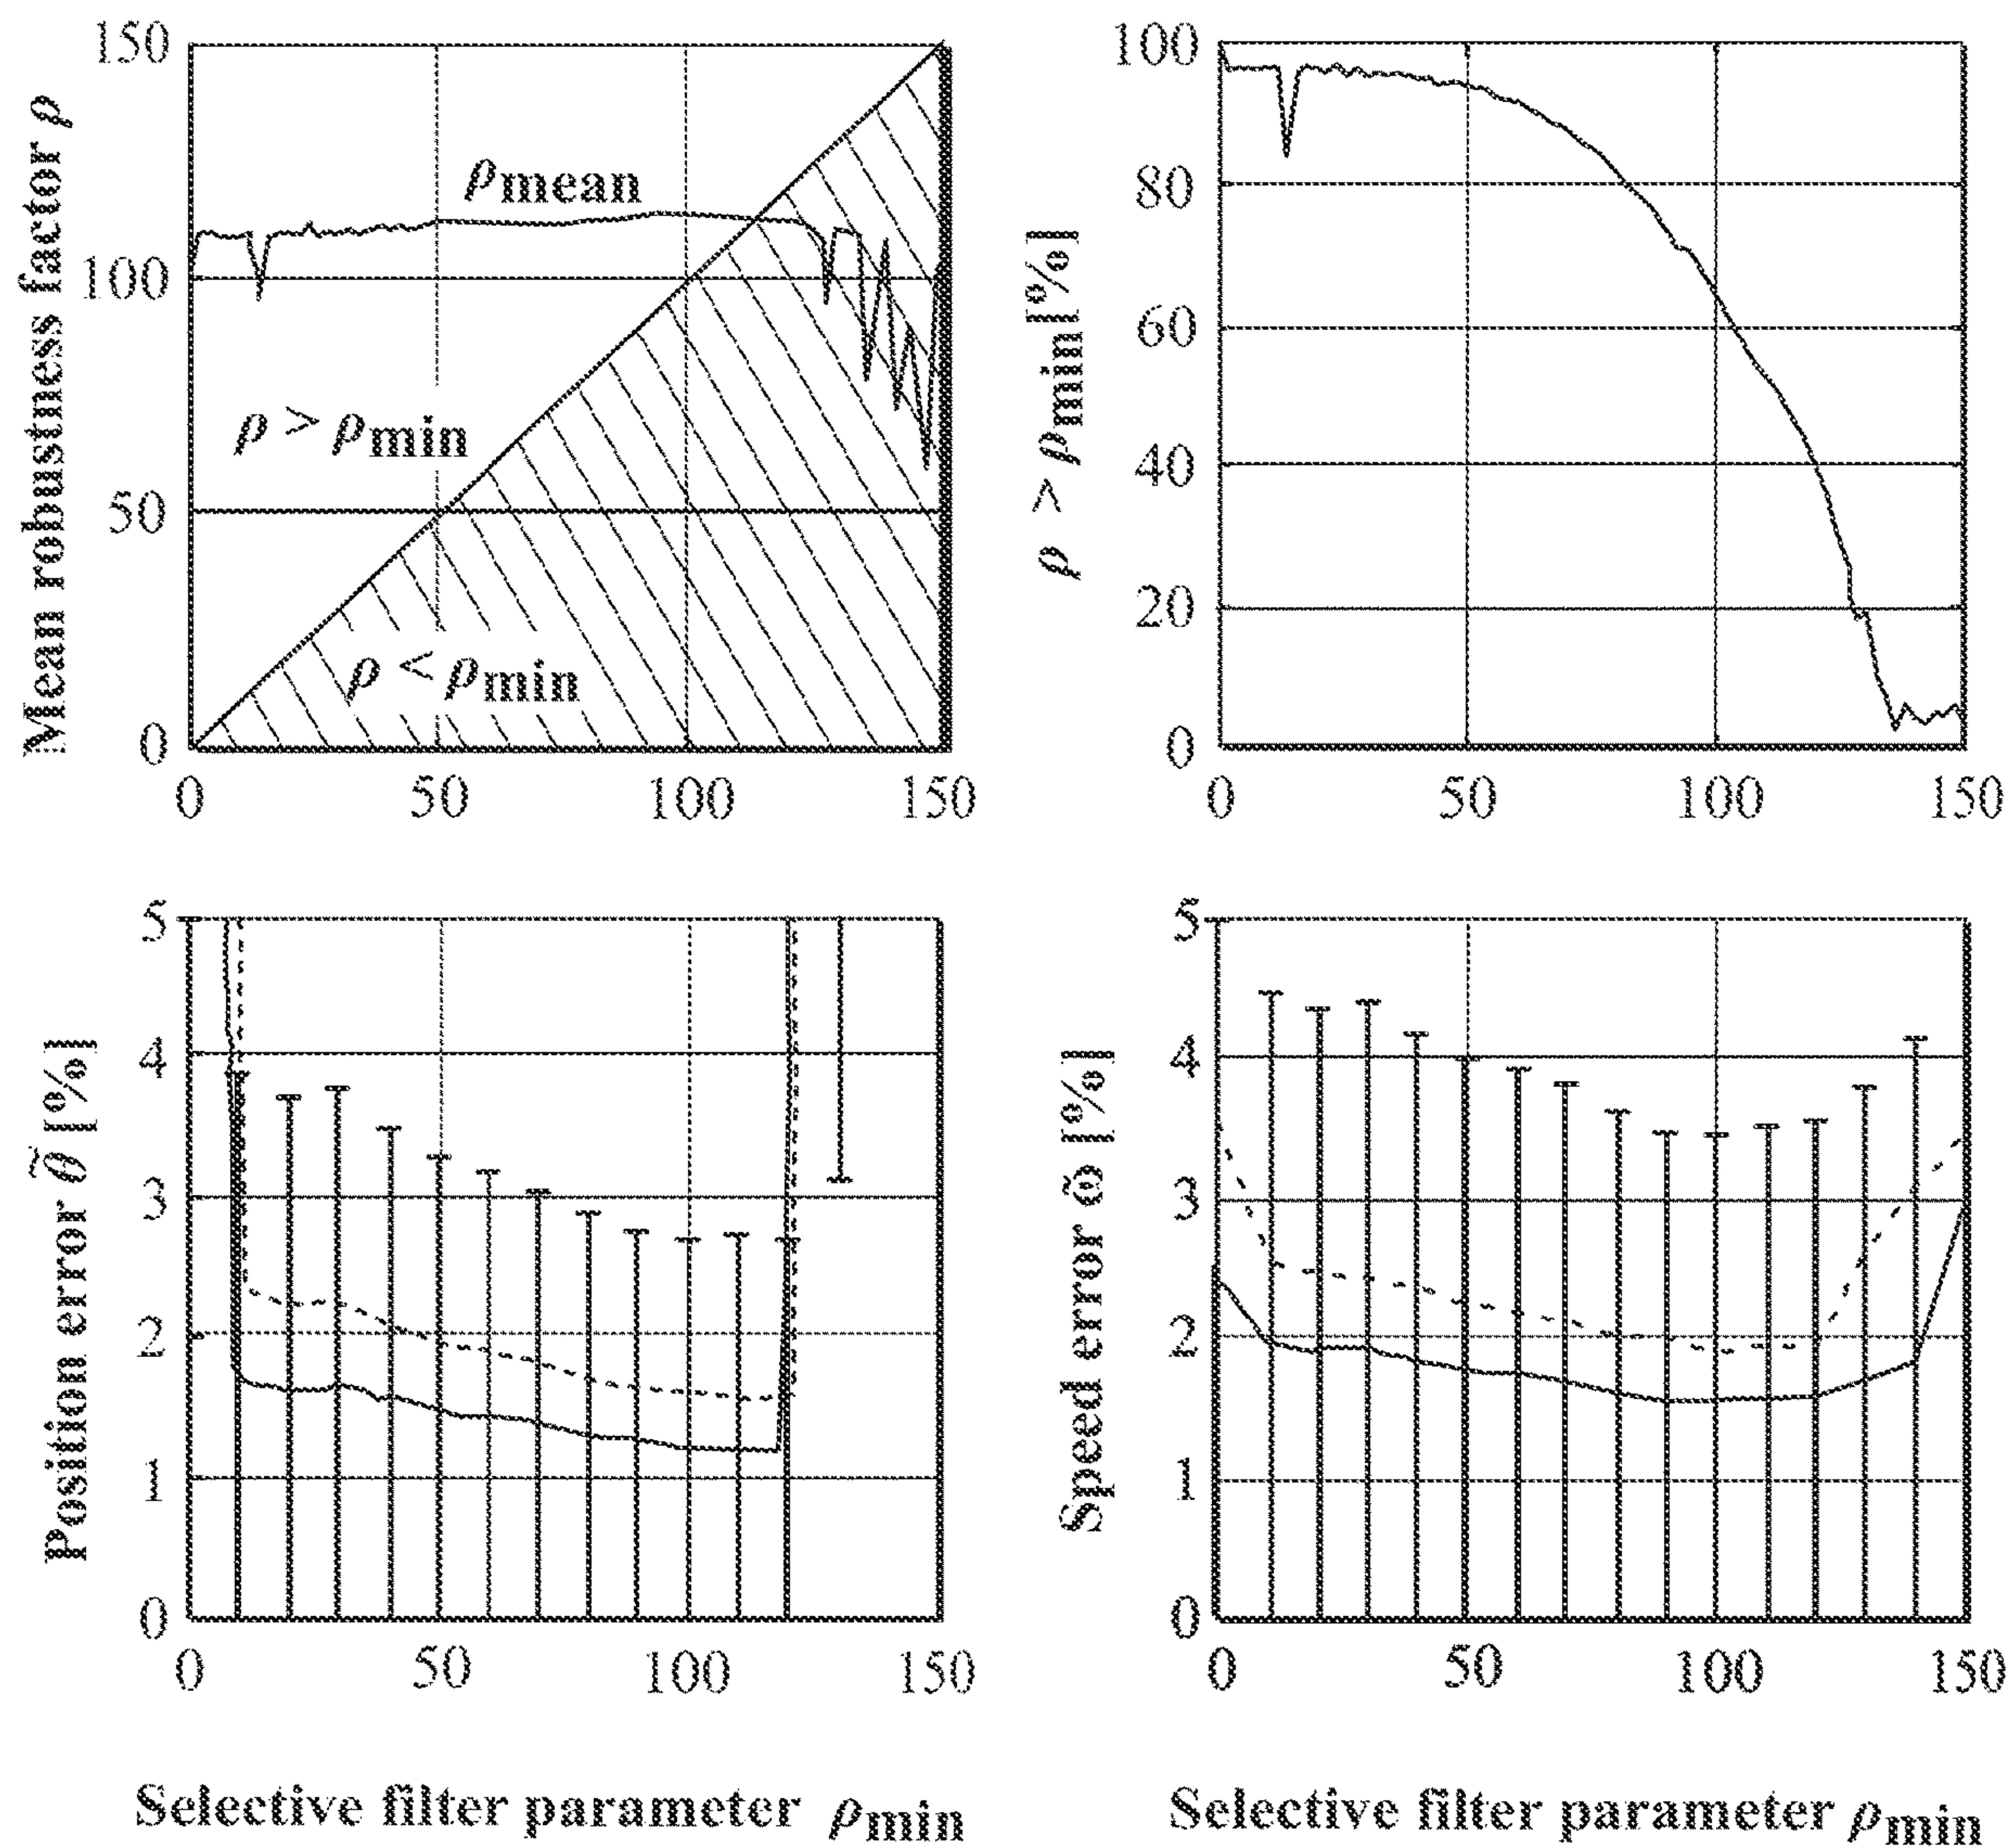 Mean robustness factor ρ
150
100
50
0
ρmean
ρ > ρmin
ρ < ρmin
0 50 100 150
ρ > ρmin[%]
100
80
60
40
20
0
0 50 100 150
Position error θ̃ [%]
5
4
3
2
1
0
0 50 100 150
Selective filter parameter ρmin
Speed error ω̃ [%]
5
4
3
2
1
0
0 50 100 150
Selective filter parameter ρmin